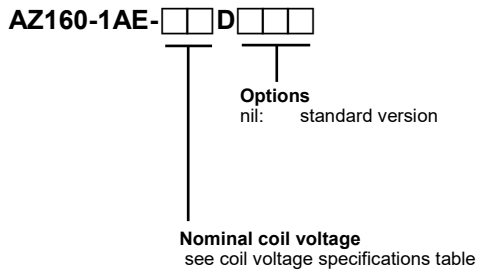 AZ160-1AE-□□D□□□
Options
nil: standard version
Nominal coil voltage
see coil voltage specifications table